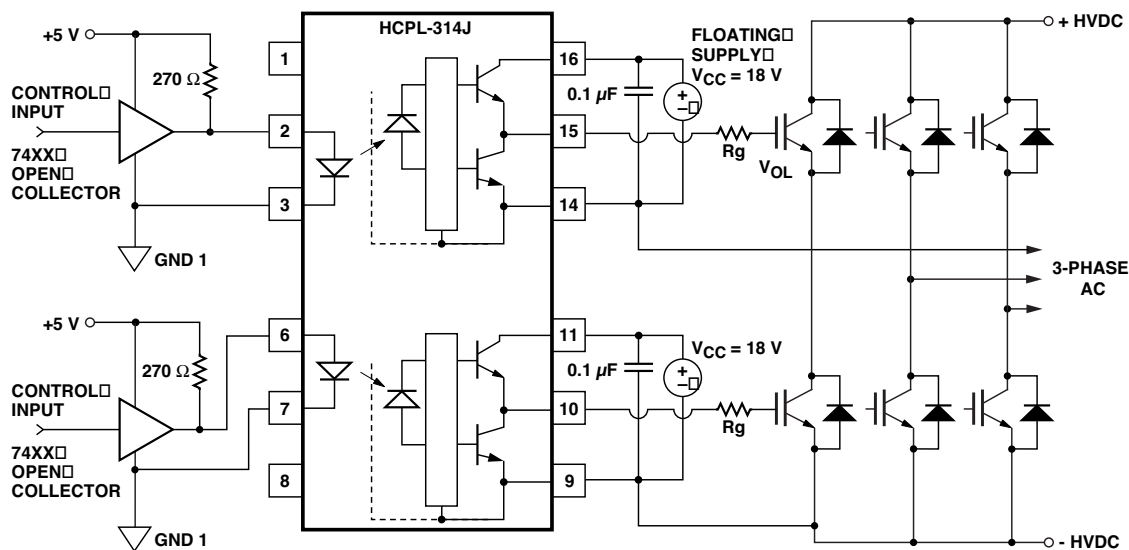 HCPL-314J
+5 V
270 Ω
CONTROL□
INPUT
74XX□
OPEN□
COLLECTOR
GND 1
1
2
3
16
15
14
FLOATING□
SUPPLY□
VCC = 18 V
0.1 µF
+
–□
Rg
VOL
+ HVDC
3-PHASE
AC
+5 V
270 Ω
CONTROL□
INPUT
74XX□
OPEN□
COLLECTOR
GND 1
6
7
8
11
10
9
VCC = 18 V
0.1 µF
+
–□
Rg
- HVDC